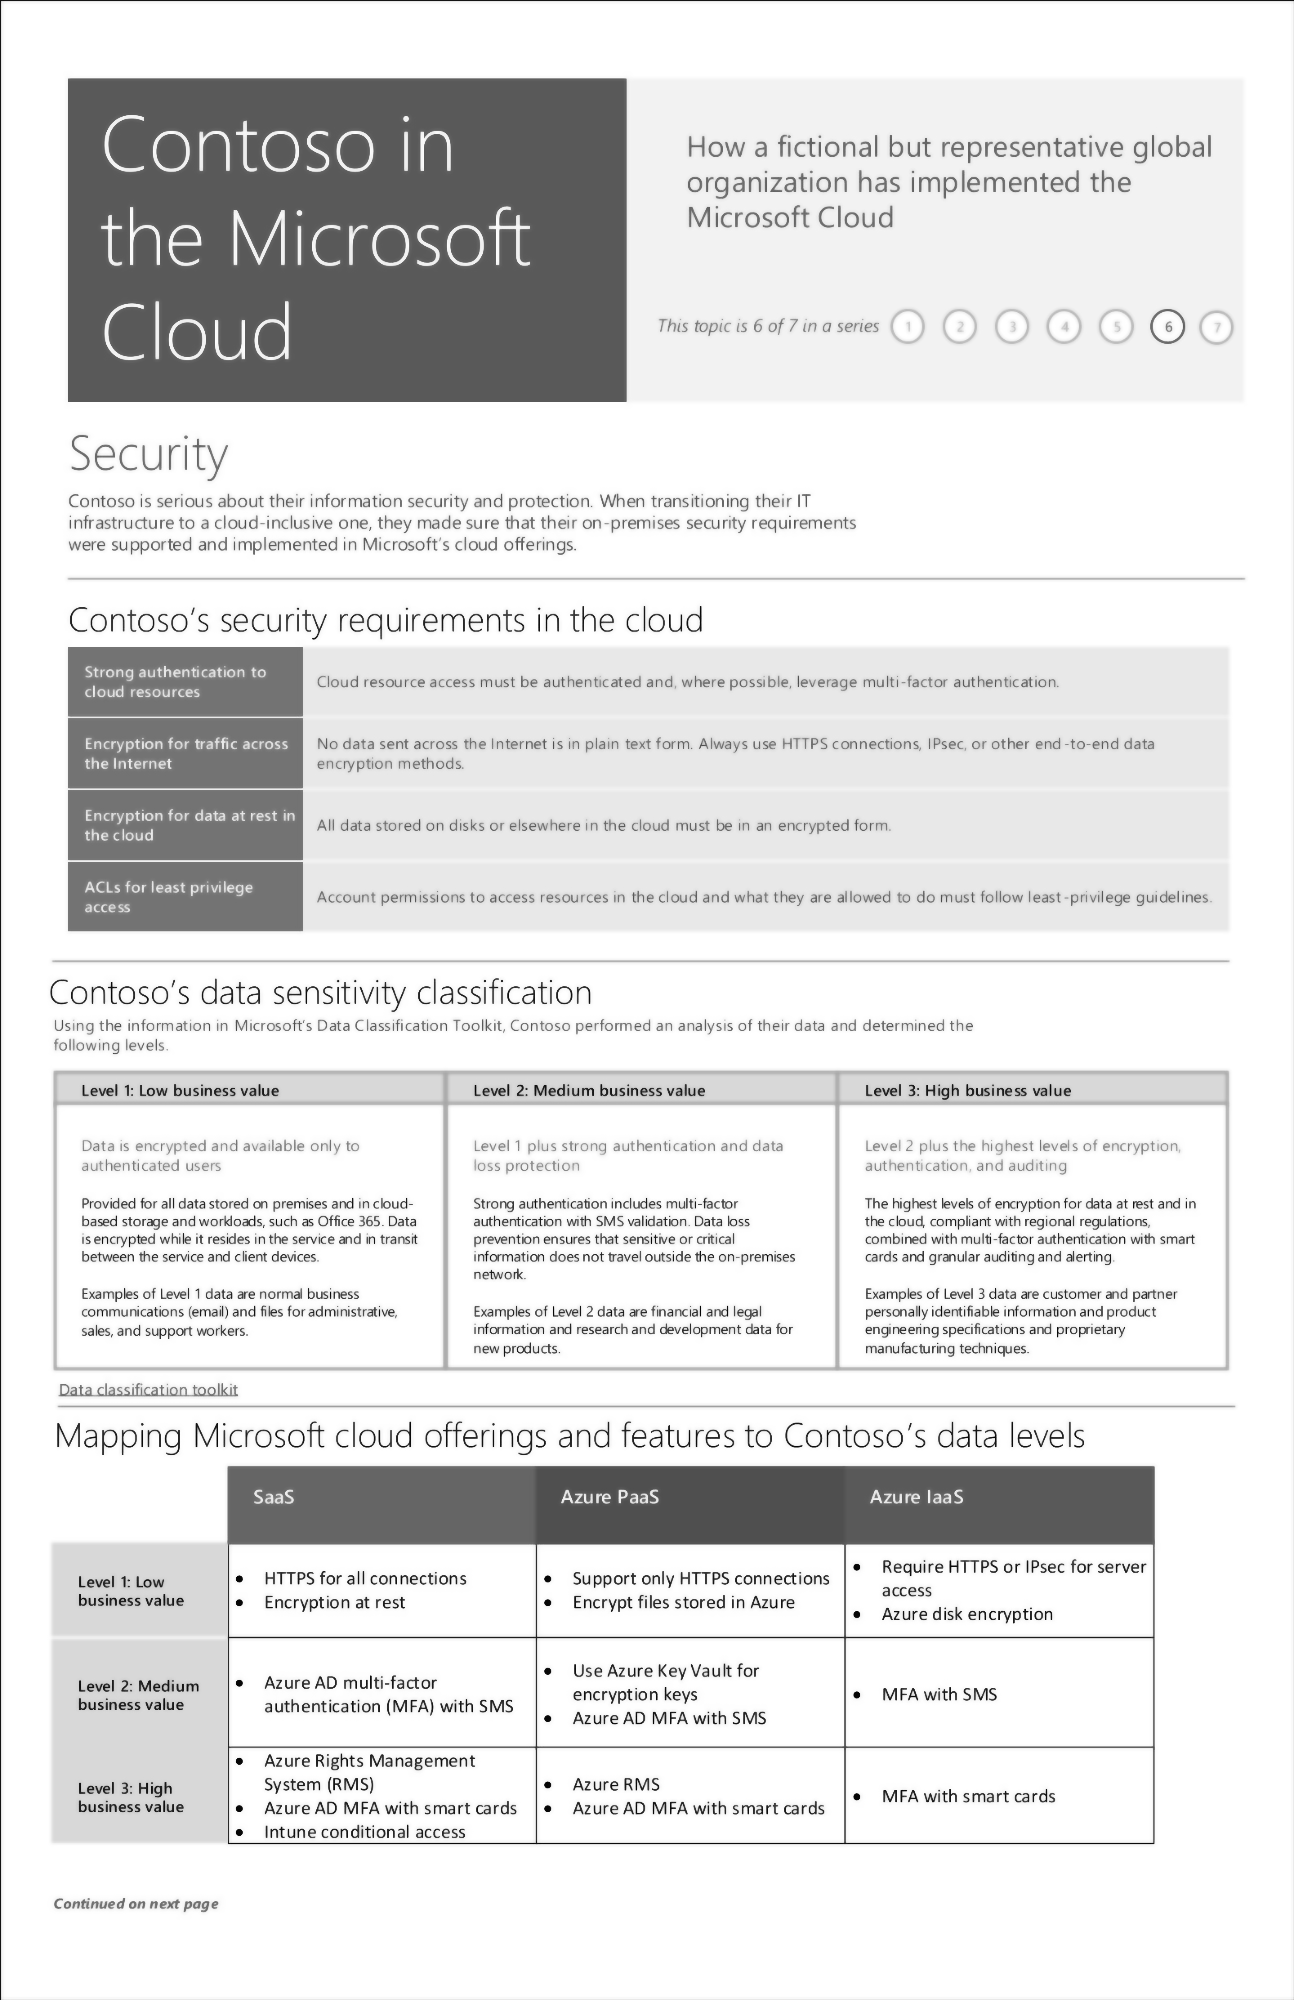 Contoso in
the Microsoft
Cloud
How a fictional but representative global
organization has implemented the
Microsoft Cloud
This topic is 6 of 7 in a series 1 2 3 4 5 6 7
Security
Contoso is serious about their information security and protection. When transitioning their IT
infrastructure to a cloud-inclusive one, they made sure that their on-premises security requirements
were supported and implemented in Microsoft's cloud offerings.
Contoso's security requirements in the cloud
Strong authentication to
cloud resources
Cloud resource access must be authenticated and, where possible, leverage multi-factor authentication.
Encryption for traffic across
the Internet
No data sent across the Internet is in plain text form. Always use HTTPS connections, IPsec, or other end-to-end data
encryption methods.
Encryption for data at rest in
the cloud
All data stored on disks or elsewhere in the cloud must be in an encrypted form.
ACLs for least privilege
access
Account permissions to access resources in the cloud and what they are allowed to do must follow least-privilege guidelines.
Contoso's data sensitivity classification
Using the information in Microsoft's Data Classification Toolkit, Contoso performed an analysis of their data and determined the
following levels.
Level 1: Low business value
Data is encrypted and available only to
authenticated users
Provided for all data stored on premises and in cloud-
based storage and workloads, such as Office 365. Data
is encrypted while it resides in the service and in transit
between the service and client devices.
Examples of Level 1 data are normal business
communications (email) and files for administrative,
sales, and support workers.
Level 2: Medium business value
Level 1 plus strong authentication and data
loss protection
Strong authentication includes multi-factor
authentication with SMS validation. Data loss
prevention ensures that sensitive or critical
information does not travel outside the on-premises
network.
Examples of Level 2 data are financial and legal
information and research and development data for
new products.
Level 3: High business value
Level 2 plus the highest levels of encryption,
authentication, and auditing
The highest levels of encryption for data at rest and in
the cloud, compliant with regional regulations,
combined with multi-factor authentication with smart
cards and granular auditing and alerting.
Examples of Level 3 data are customer and partner
personally identifiable information and product
engineering specifications and proprietary
manufacturing techniques.
Data classification toolkit
Mapping Microsoft cloud offerings and features to Contoso's data levels
SaaS
Azure PaaS
Azure IaaS
Level 1: Low
business value
• HTTPS for all connections
• Encryption at rest
• Support only HTTPS connections
• Encrypt files stored in Azure
• Require HTTPS or IPsec for server
access
• Azure disk encryption
Level 2: Medium
business value
• Azure AD multi-factor
authentication (MFA) with SMS
• Use Azure Key Vault for
encryption keys
• Azure AD MFA with SMS
• MFA with SMS
Level 3: High
business value
• Azure Rights Management
System (RMS)
• Azure AD MFA with smart cards
• Intune conditional access
• Azure RMS
• Azure AD MFA with smart cards
• MFA with smart cards
Continued on next page